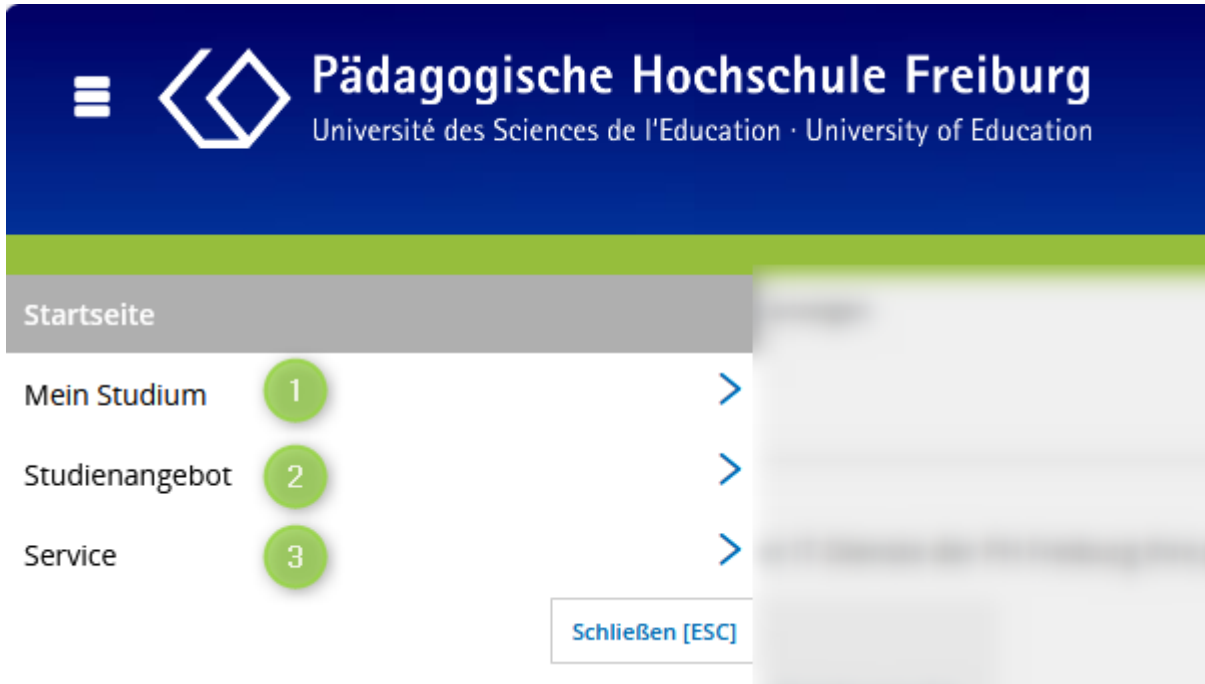 Pädagogische Hochschule Freiburg
Université des Sciences de l'Education · University of Education
Startseite
Mein Studium 1
Studienangebot 2
Service 3
Schließen [ESC]